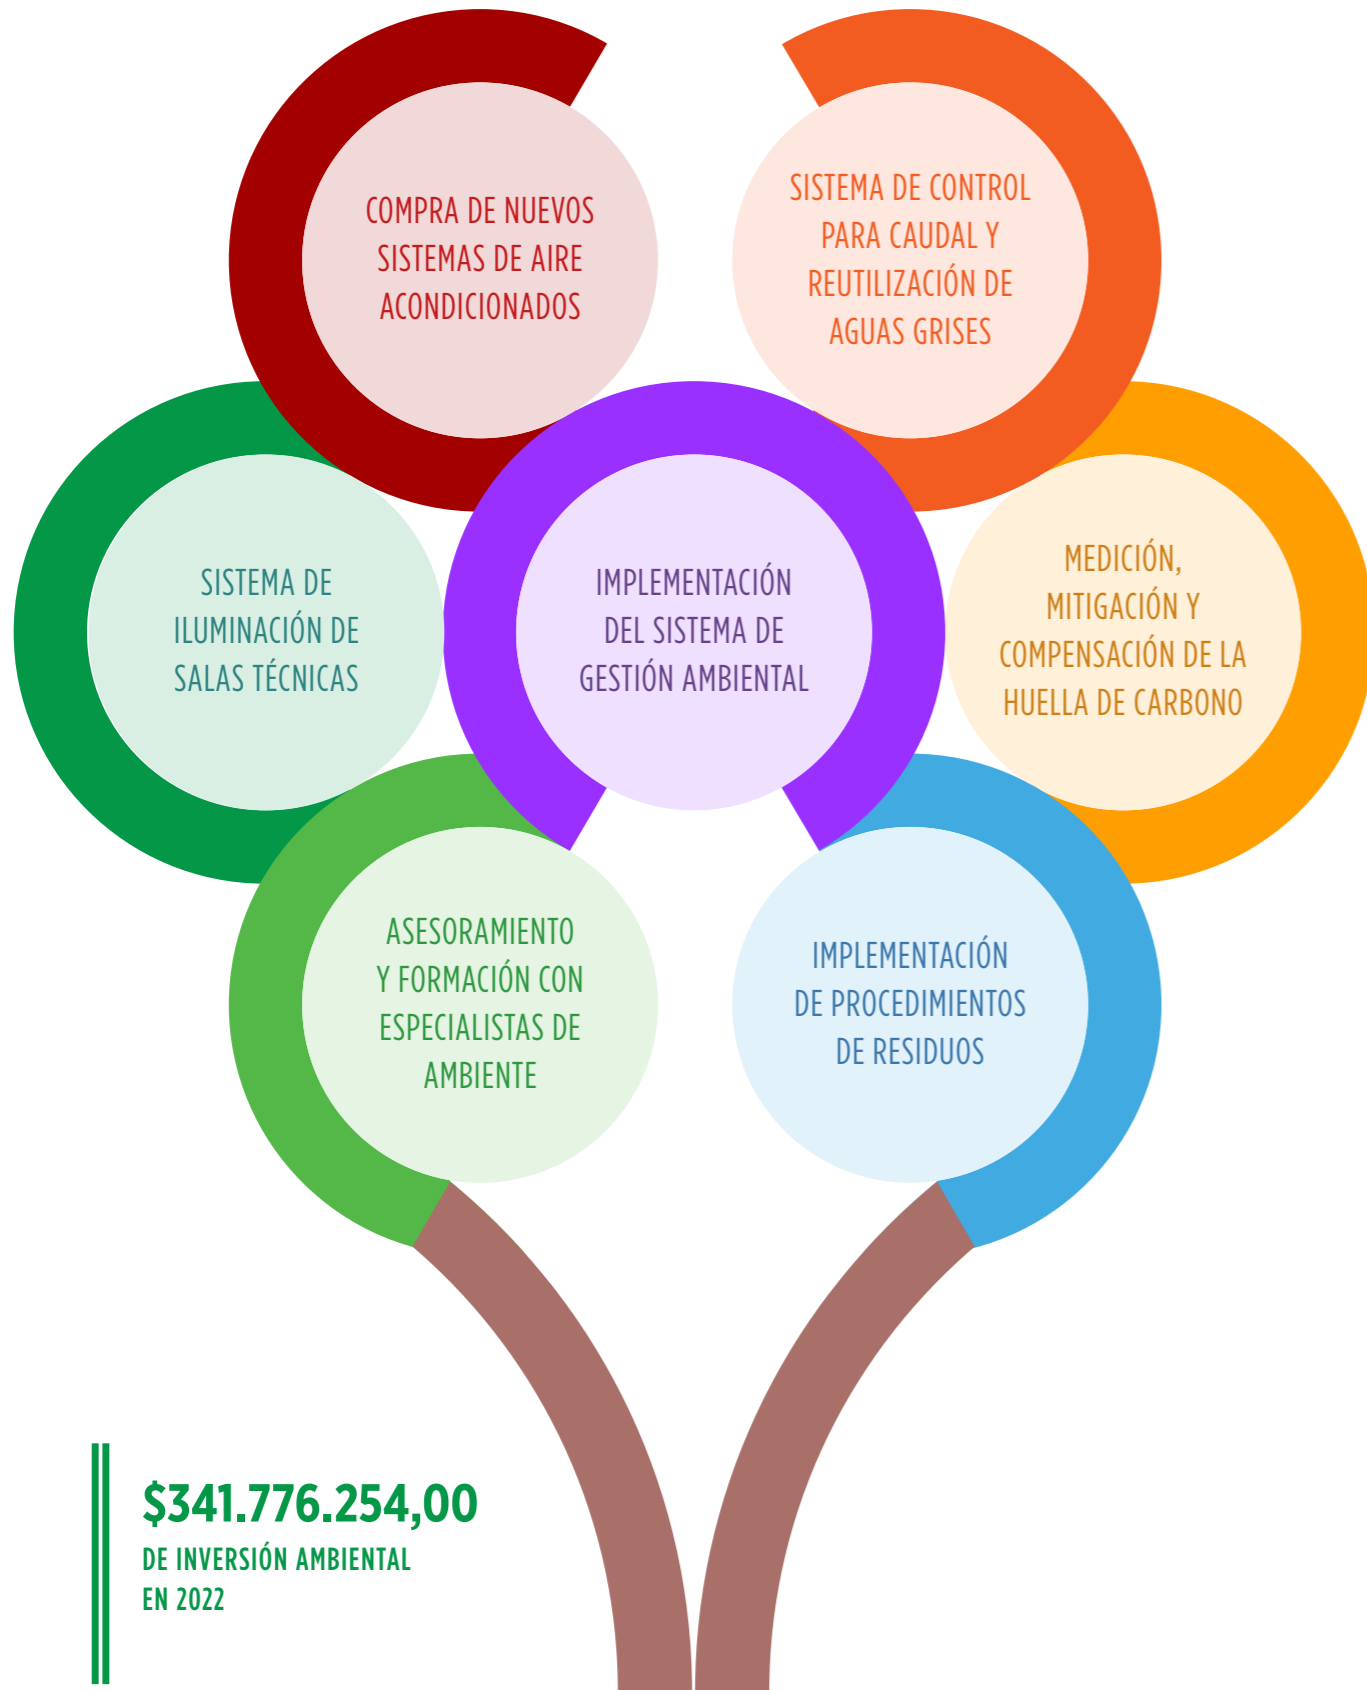 COMPRA DE NUEVOS
SISTEMAS DE AIRE
ACONDICIONADOS
SISTEMA DE CONTROL
PARA CAUDAL Y
REUTILIZACIÓN DE
AGUAS GRISES
SISTEMA DE
ILUMINACIÓN DE
SALAS TÉCNICAS
IMPLEMENTACIÓN
DEL SISTEMA DE
GESTIÓN AMBIENTAL
MEDICIÓN,
MITIGACIÓN Y
COMPENSACIÓN DE LA
HUELLA DE CARBONO
ASESORAMIENTO
Y FORMACIÓN CON
ESPECIALISTAS DE
AMBIENTE
IMPLEMENTACIÓN
DE PROCEDIMIENTOS
DE RESIDUOS
$341.776.254,00
DE INVERSIÓN AMBIENTAL
EN 2022